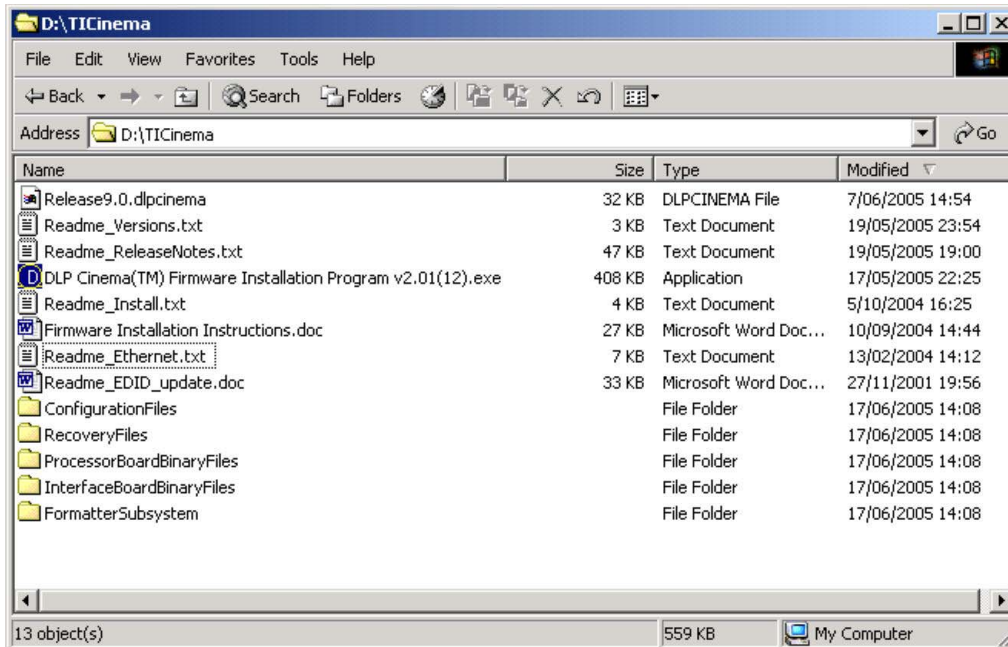 D:\TICinema
File Edit View Favorites Tools Help
Back Search Folders
Address D:\TICinema Go
Name Size Type Modified
Release9.0.dlpcinema 32 KB DLPCINEMA File 7/06/2005 14:54
Readme_Versions.txt 3 KB Text Document 19/05/2005 23:54
Readme_ReleaseNotes.txt 47 KB Text Document 19/05/2005 19:00
DLP Cinema(TM) Firmware Installation Program v2.01(12).exe 408 KB Application 17/05/2005 22:25
Readme_Install.txt 4 KB Text Document 5/10/2004 16:25
Firmware Installation Instructions.doc 27 KB Microsoft Word Doc... 10/09/2004 14:44
Readme_Ethernet.txt 7 KB Text Document 13/02/2004 14:12
Readme_EDID_update.doc 33 KB Microsoft Word Doc... 27/11/2001 19:56
ConfigurationFiles File Folder 17/06/2005 14:08
RecoveryFiles File Folder 17/06/2005 14:08
ProcessorBoardBinaryFiles File Folder 17/06/2005 14:08
InterfaceBoardBinaryFiles File Folder 17/06/2005 14:08
FormatterSubsystem File Folder 17/06/2005 14:08
13 object(s) 559 KB My Computer